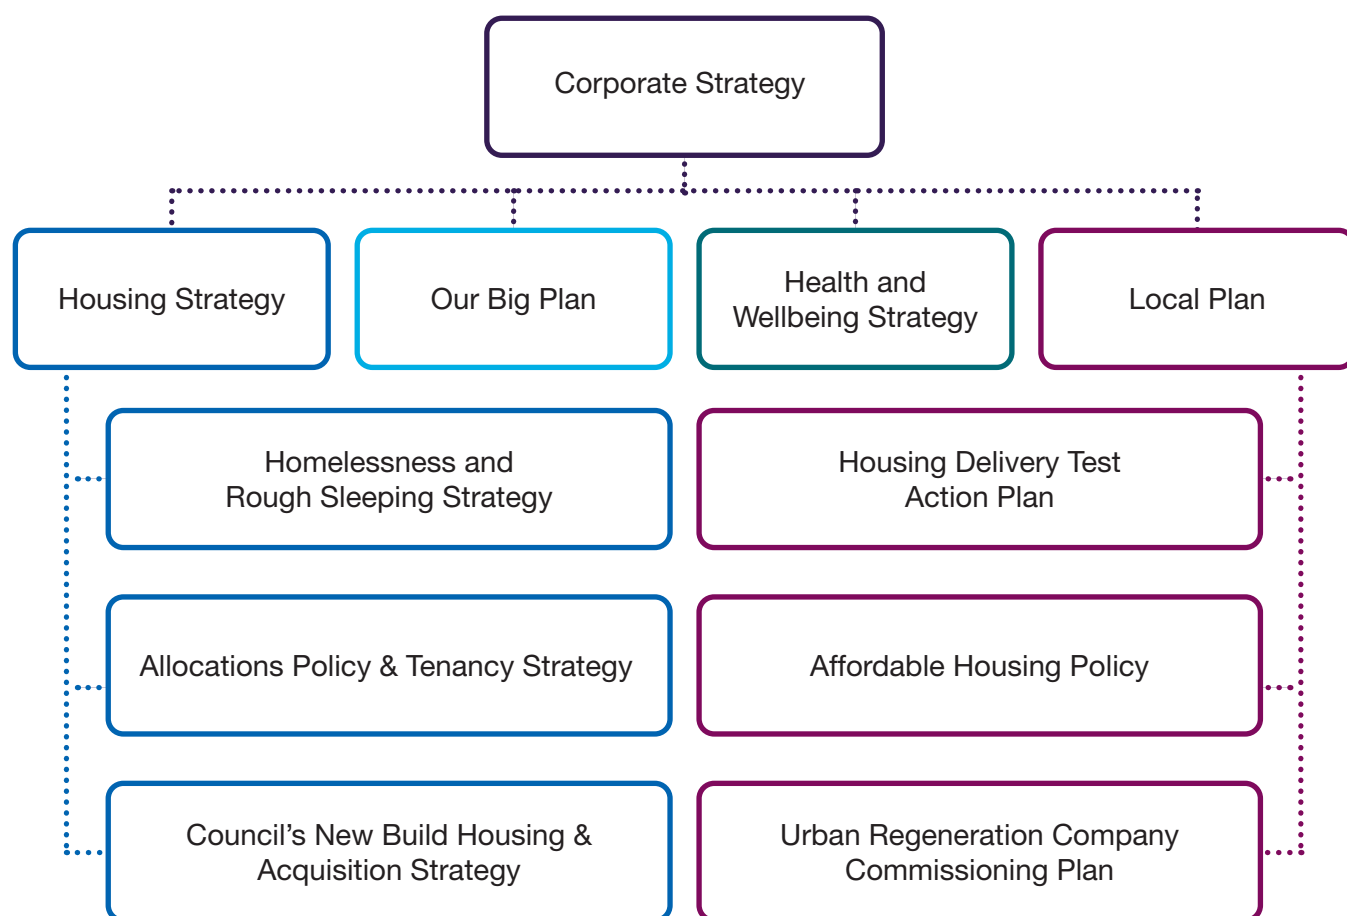 Corporate Strategy
Housing Strategy
Our Big Plan
Health and
Wellbeing Strategy
Local Plan
Homelessness and
Rough Sleeping Strategy
Housing Delivery Test
Action Plan
Allocations Policy & Tenancy Strategy
Affordable Housing Policy
Council’s New Build Housing &
Acquisition Strategy
Urban Regeneration Company
Commissioning Plan